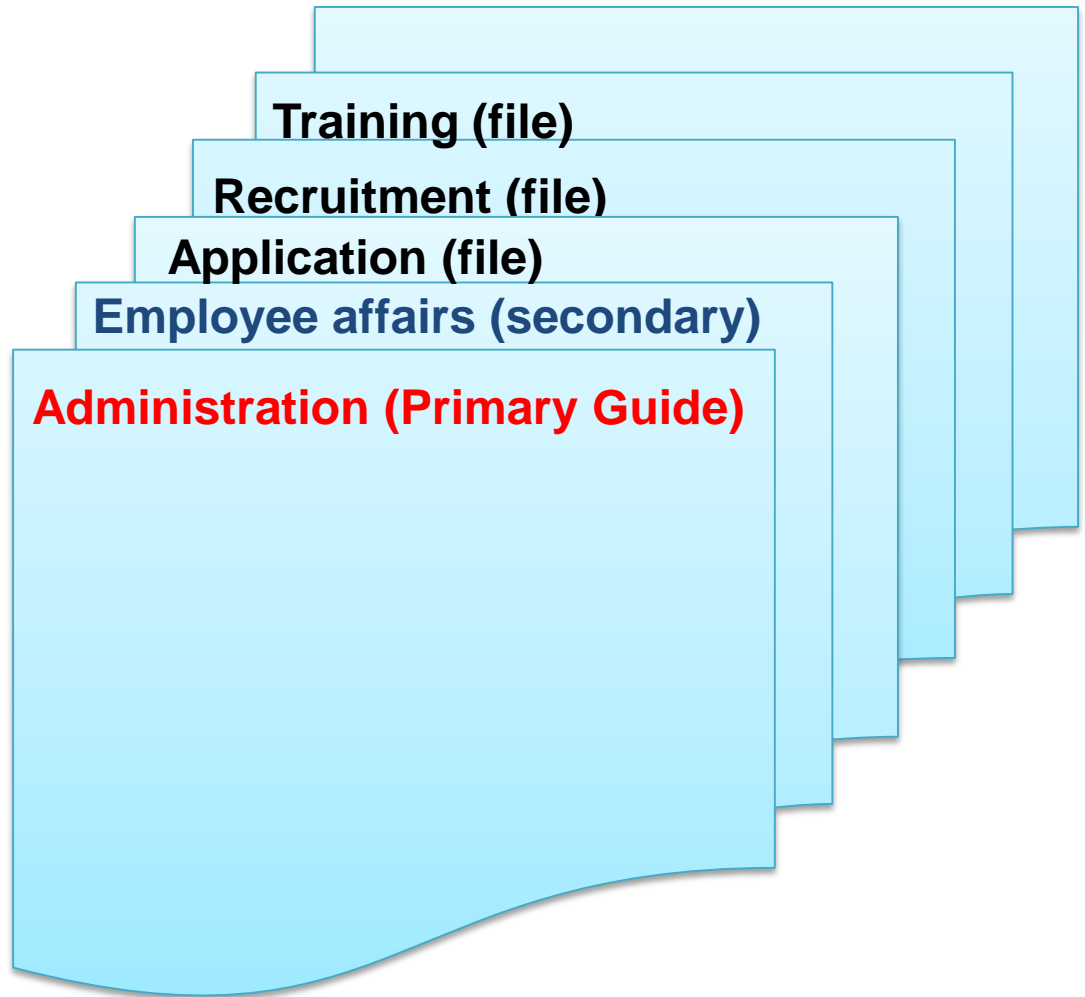 Training (file)
Recruitment (file)
Application (file)
Employee affairs (secondary)
Administration (Primary Guide)